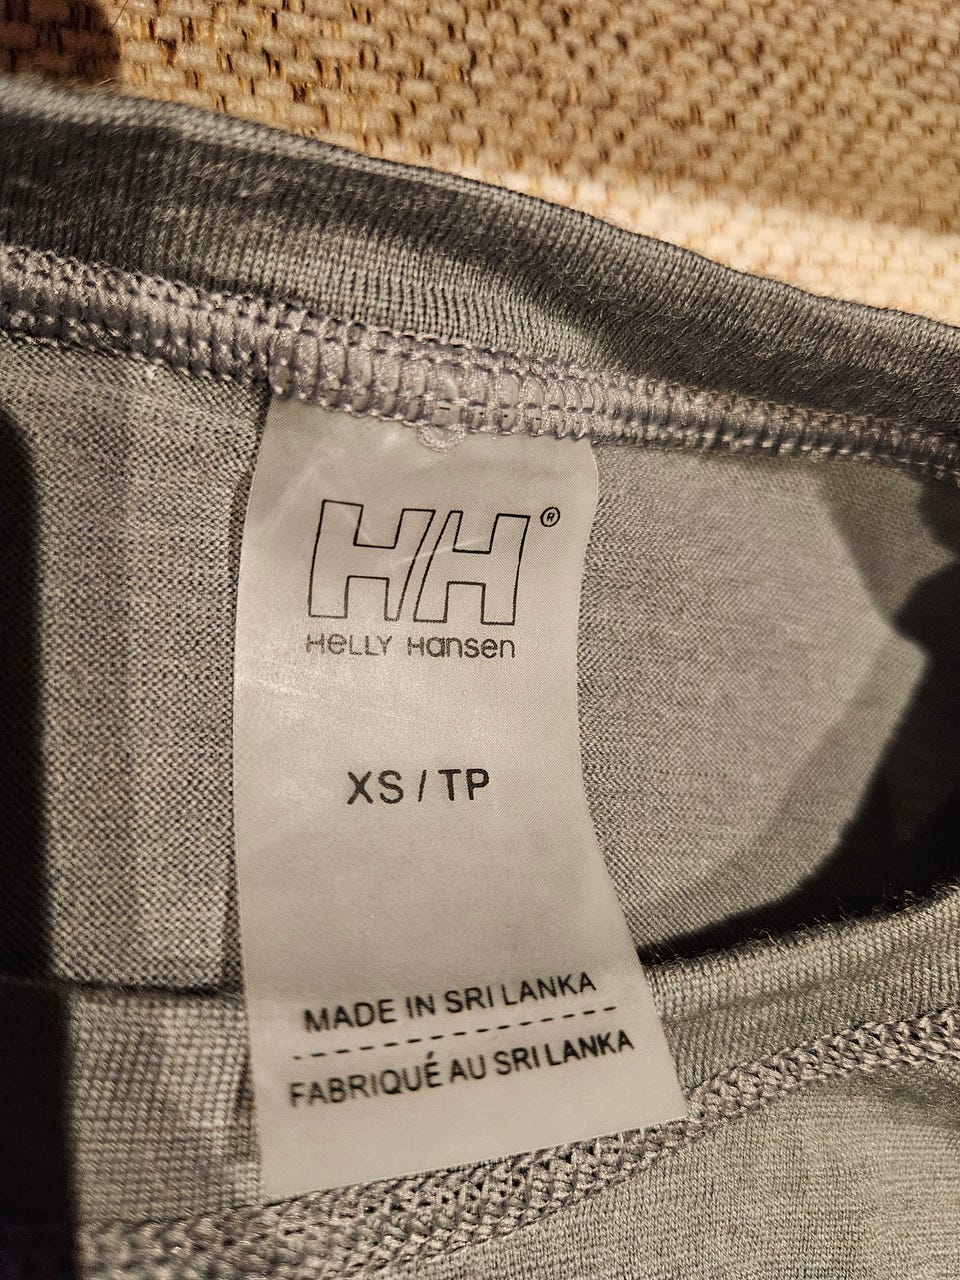 HH®
HELLY HANSEN
XS / TP
MADE IN SRI LANKA
FABRIQUÉ AU SRI LANKA